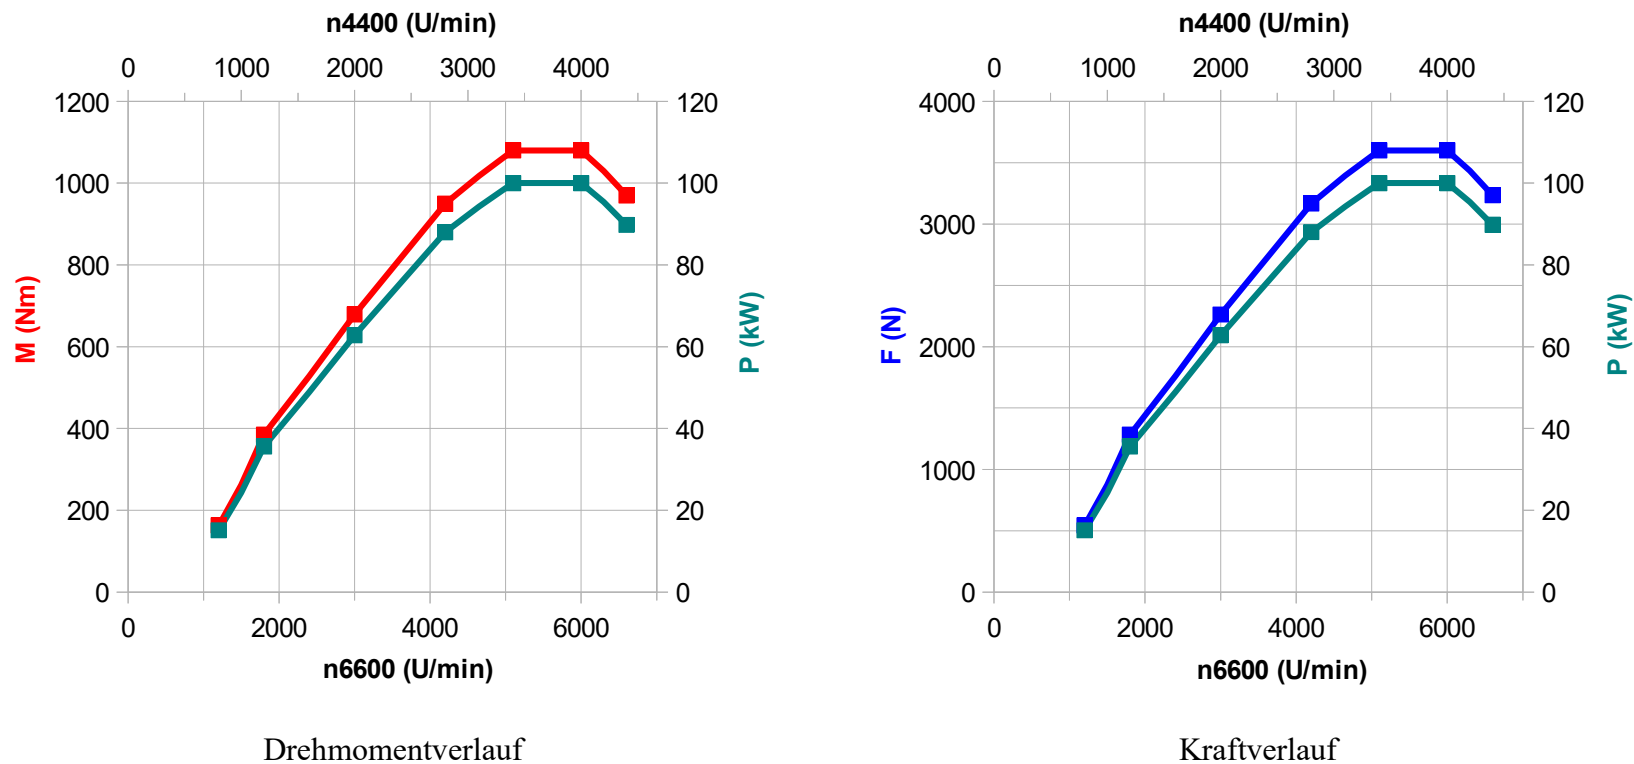 n4400 (U/min)
0 1000 2000 3000 4000
1200 120
1000 100
800 80
600 60
400 40
200 20
0 0
M (Nm)
P (kW)
0 2000 4000 6000
n6600 (U/min)
Drehmomentverlauf
n4400 (U/min)
0 1000 2000 3000 4000
4000 120
100
3000
80
2000 60
40
1000
20
0 0
F (N)
P (kW)
0 2000 4000 6000
n6600 (U/min)
Kraftverlauf